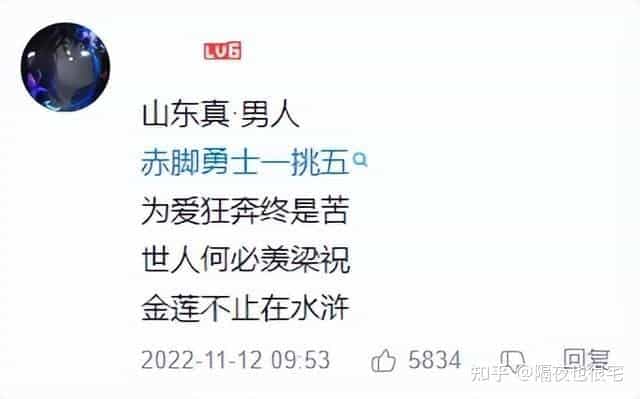 LV6
山东真·男人
赤脚勇士一挑五
为爱狂奔终是苦
世人何必羡梁祝
金莲不止在水浒
2022-11-12 09:53 5834 回复
知乎 @隔夜也很宅